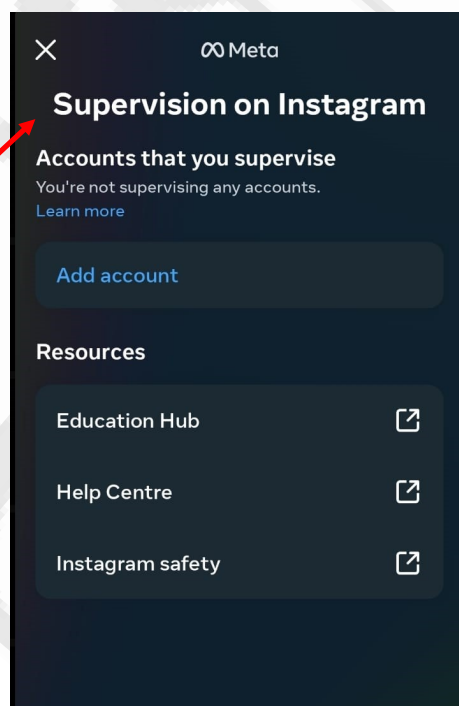 Meta
Supervision on Instagram
Accounts that you supervise
You're not supervising any accounts.
Learn more
Add account
Resources
Education Hub
Help Centre
Instagram safety